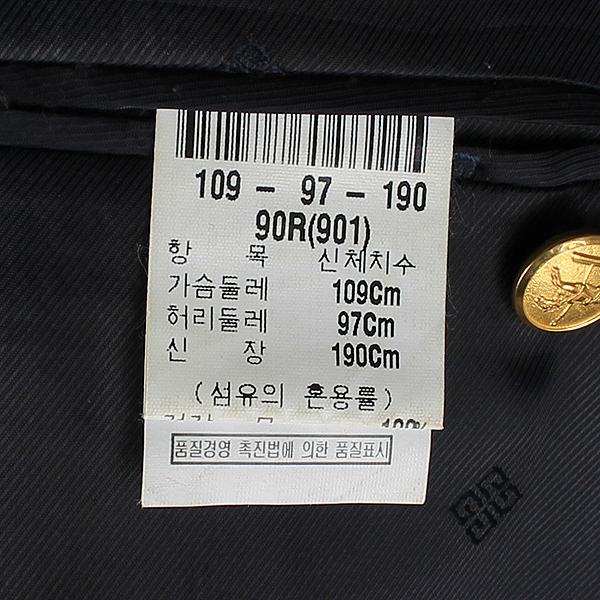 109 - 97 - 190
90R(901)
항 목 신체치수
가슴둘레 109Cm
허리둘레 97Cm
신 장 190Cm
(섬유의 혼용률)
품질경영 촉진법에 의한 품질표시